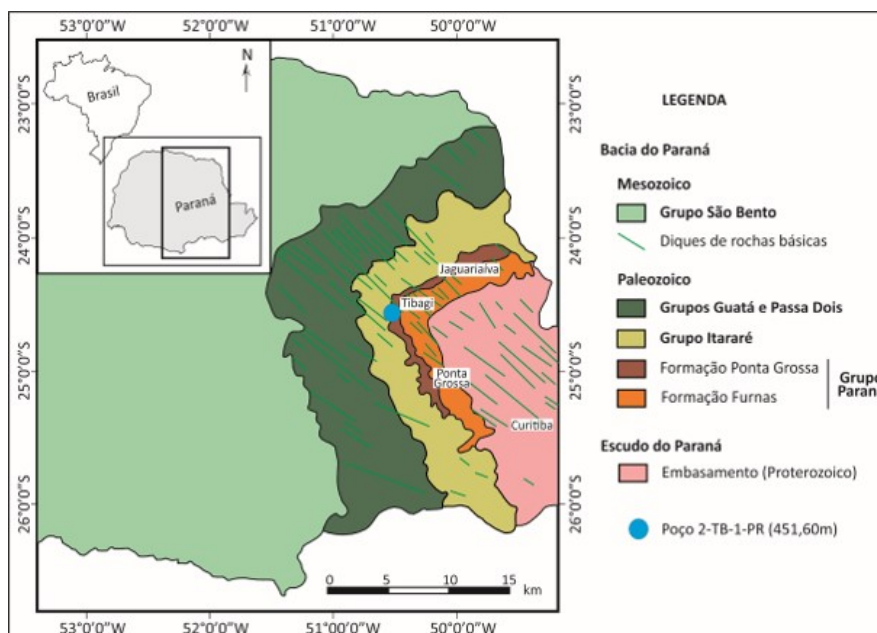 53°0'0"W 52°0'0"W 51°0'0"W 50°0'0"W
N
Brasil
Paraná
23°0'0"S
24°0'0"S
25°0'0"S
26°0'0"S
23°0'0"S
24°0'0"S
25°0'0"S
26°0'0"S
Jaguariaíva
Tibagi
Ponta
Grossa
Curitiba
0 5 10 15
km
53°0'0"W 52°0'0"W 51°0'0"W 50°0'0"W
LEGENDA
Bacia do Paraná
Mesozoico
Grupo São Bento
Diques de rochas básicas
Paleozoico
Grupos Guatá e Passa Dois
Grupo Itararé
Formação Ponta Grossa
Formação Furnas
Grupo
Paran
Escudo do Paraná
Embasamento (Proterozoico)
Poço 2-TB-1-PR (451,60m)